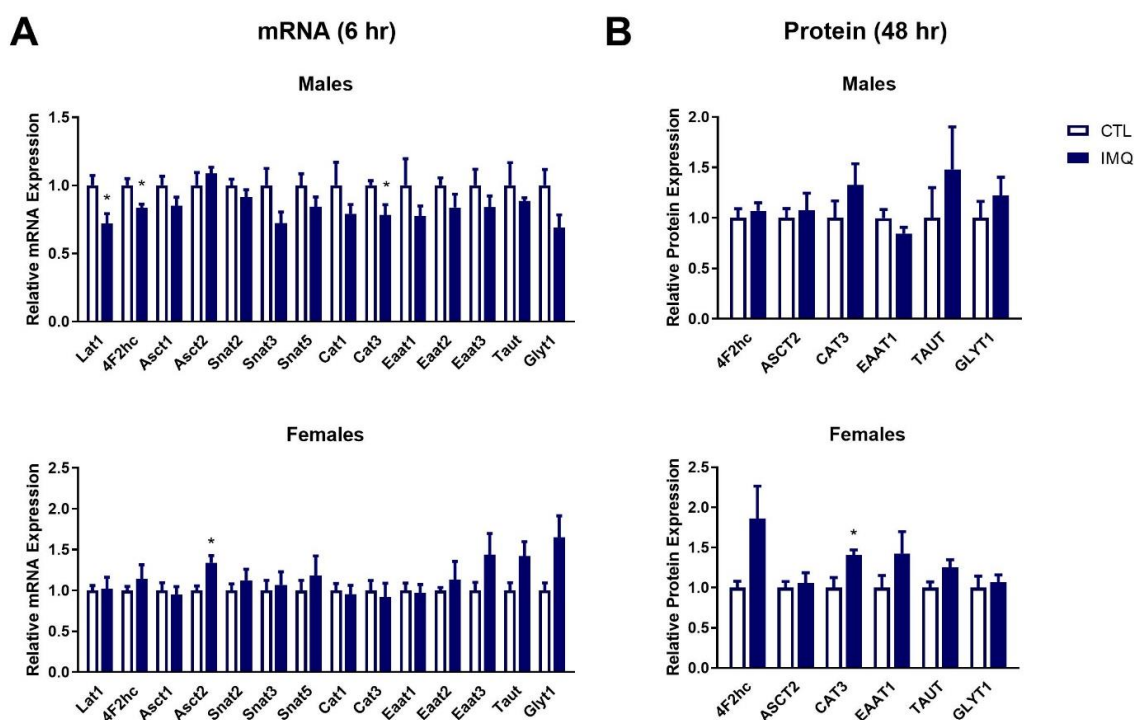 A
mRNA (6 hr)
Males
Relative mRNA Expression
1.5
1.0
0.5
0.0
* * *
Lat1 4F2hc Asct1 Asct2 Snat2 Snat3 Snat5 Cat1 Cat3 Eaat1 Eaat2 Eaat3 Taut Glyt1
Females
Relative mRNA Expression
2.5
2.0
1.5
1.0
0.5
0.0
*
Lat1 4F2hc Asct1 Asct2 Snat2 Snat3 Snat5 Cat1 Cat3 Eaat1 Eaat2 Eaat3 Taut Glyt1
B
Protein (48 hr)
Males
Relative Protein Expression
2.0
1.5
1.0
0.5
0.0
4F2hc ASCT2 CAT3 EAAT1 TAUT GLYT1
CTL
IMQ
Females
Relative Protein Expression
2.5
2.0
1.5
1.0
0.5
0.0
*
4F2hc ASCT2 CAT3 EAAT1 TAUT GLYT1